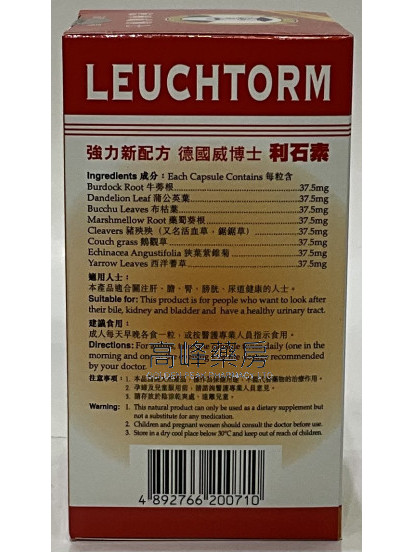 LEUCHTORM
強力新配方 德國威博士 利石素
Ingredients 成分：Each Capsule Contains 每粒含
Burdock Root 牛蒡根 37.5mg
Dandelion Leaf 蒲公英葉 37.5mg
Bucchu Leaves 布枯葉 37.5mg
Marshmellow Root 藥蜀葵根 37.5mg
Cleavers 豬殃殃（又名活血草。鋸鋸草） 37.5mg
Couch grass 鵝觀草 37.5mg
Echinacea Angustifolia 狹葉紫錐菊 37.5mg
Yarrow Leaves 西洋蓍草 37.5mg
適用人士：
本產品適合關注肝、膽、腎、膀胱、尿道健康的人士。
Suitable for: This product is for people who want to look after
their bile, kidney and bladder and have a healthy urinary tract.
建議食用：
成人每天早晚各食一粒，或按醫護專業人員指示食用。
Directions: For daily (one in the
morning and on recommended
by your doctor.
高峰藥房
注意事項：1. 本品 藥物的治療作用。
2. 孕婦及兒童服用前，請諮詢醫護專業人員意見。
3. 儲存於陰涼乾爽處，遠離兒童。
Warning: 1. This natural product can only be used as a dietary supplement but
not a substitute for any medication.
2. Children and pregnant women should consult the doctor before use.
3. Store in a dry cool place below 30°C and keep out of reach of children.
4 892766 200710